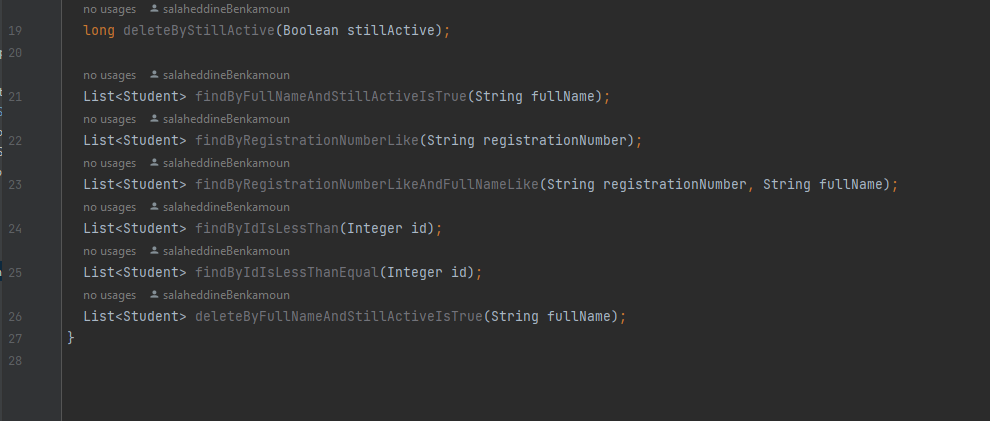 no usages salaheddineBenkamoun
19 long deleteByStillActive(Boolean stillActive);
20
no usages salaheddineBenkamoun
21 List<Student> findByFullNameAndStillActiveIsTrue(String fullName);
no usages salaheddineBenkamoun
22 List<Student> findByRegistrationNumberLike(String registrationNumber);
no usages salaheddineBenkamoun
23 List<Student> findByRegistrationNumberLikeAndFullNameLike(String registrationNumber, String fullName);
no usages salaheddineBenkamoun
24 List<Student> findByIdIsLessThan(Integer id);
no usages salaheddineBenkamoun
25 List<Student> findByIdIsLessThanEqual(Integer id);
no usages salaheddineBenkamoun
26 List<Student> deleteByFullNameAndStillActiveIsTrue(String fullName);
27 }
28